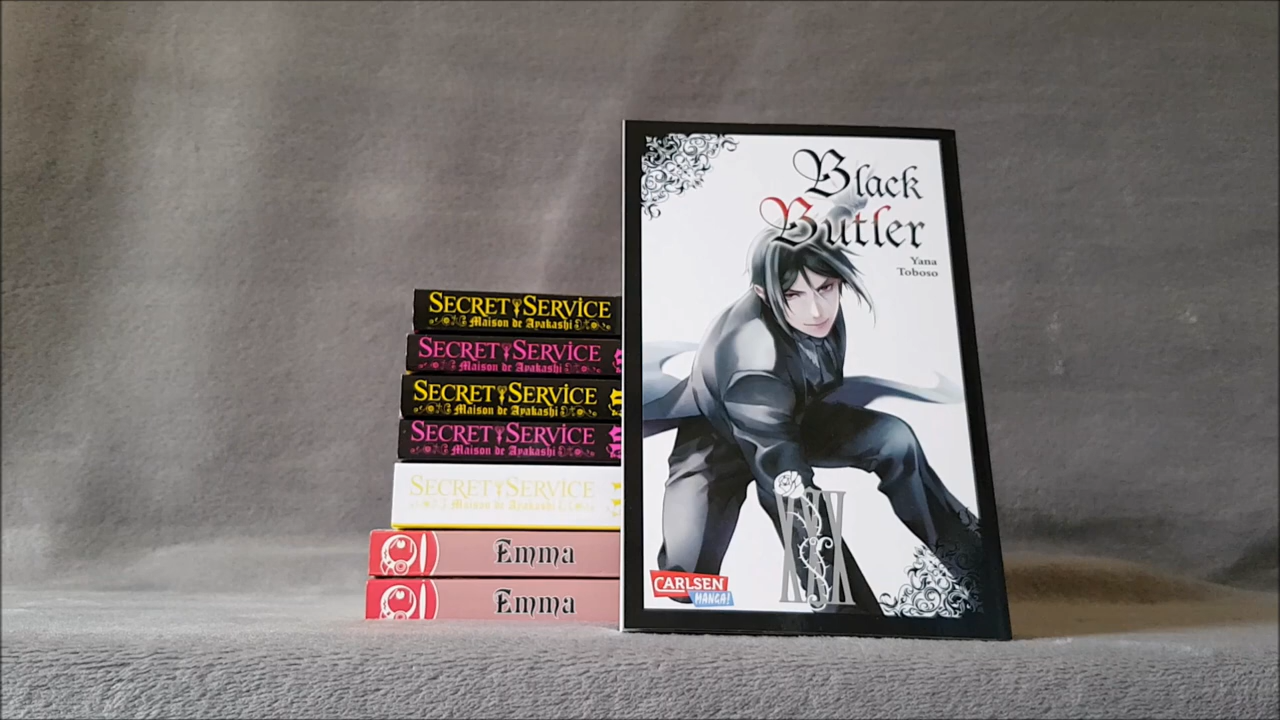 SECRET SERVICE
Maison de Ayakashi
SECRET SERVICE
Maison de Ayakashi
SECRET SERVICE
Maison de Ayakashi
SECRET SERVICE
Maison de Ayakashi
SECRET SERVICE
Maison de Ayakashi
Emma
Emma
Black
Butler
Yana
Toboso
XXX
CARLSEN
MANGA!